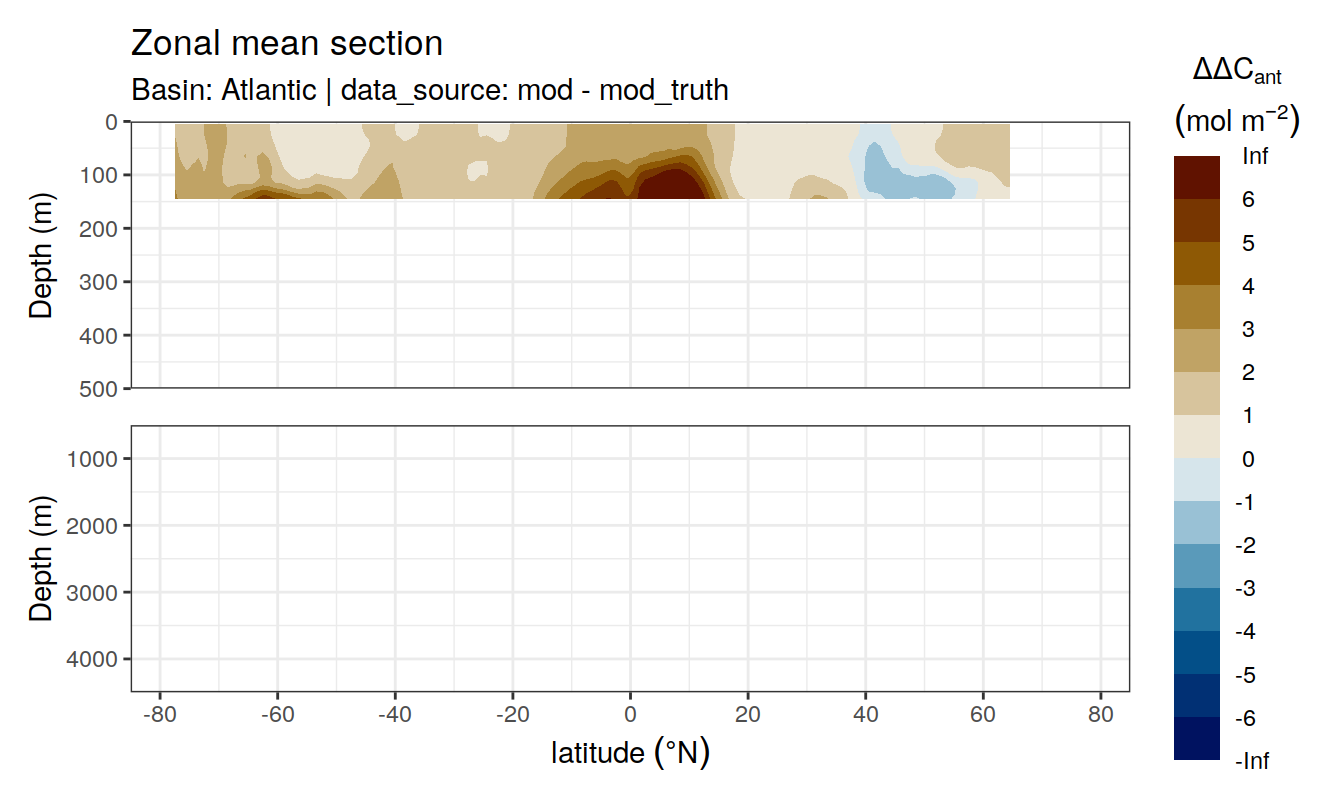 Zonal mean section
Basin: Atlantic | data_source: mod - mod_truth
ΔΔCant
(mol m−2)
Inf
6
5
4
3
2
1
0
-1
-2
-3
-4
-5
-6
-Inf
Depth (m)
0
100
200
300
400
500
Depth (m)
1000
2000
3000
4000
-80 -60 -40 -20 0 20 40 60 80
latitude (°N)